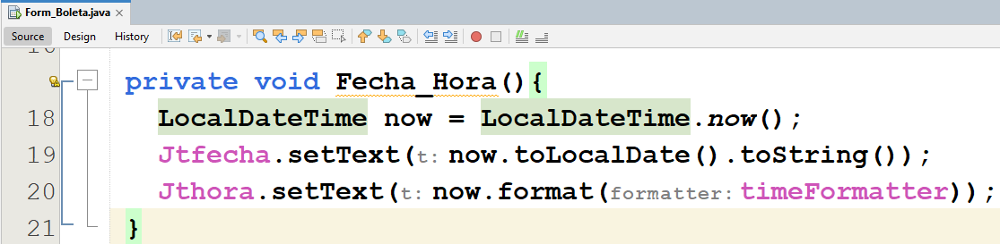 Form_Boleta.java
Source Design History
private void Fecha_Hora(){
18 LocalDateTime now = LocalDateTime.now();
19 Jtfecha.setText(t: now.toLocalDate().toString());
20 Jthora.setText(t: now.format(formatter: timeFormatter));
21 }